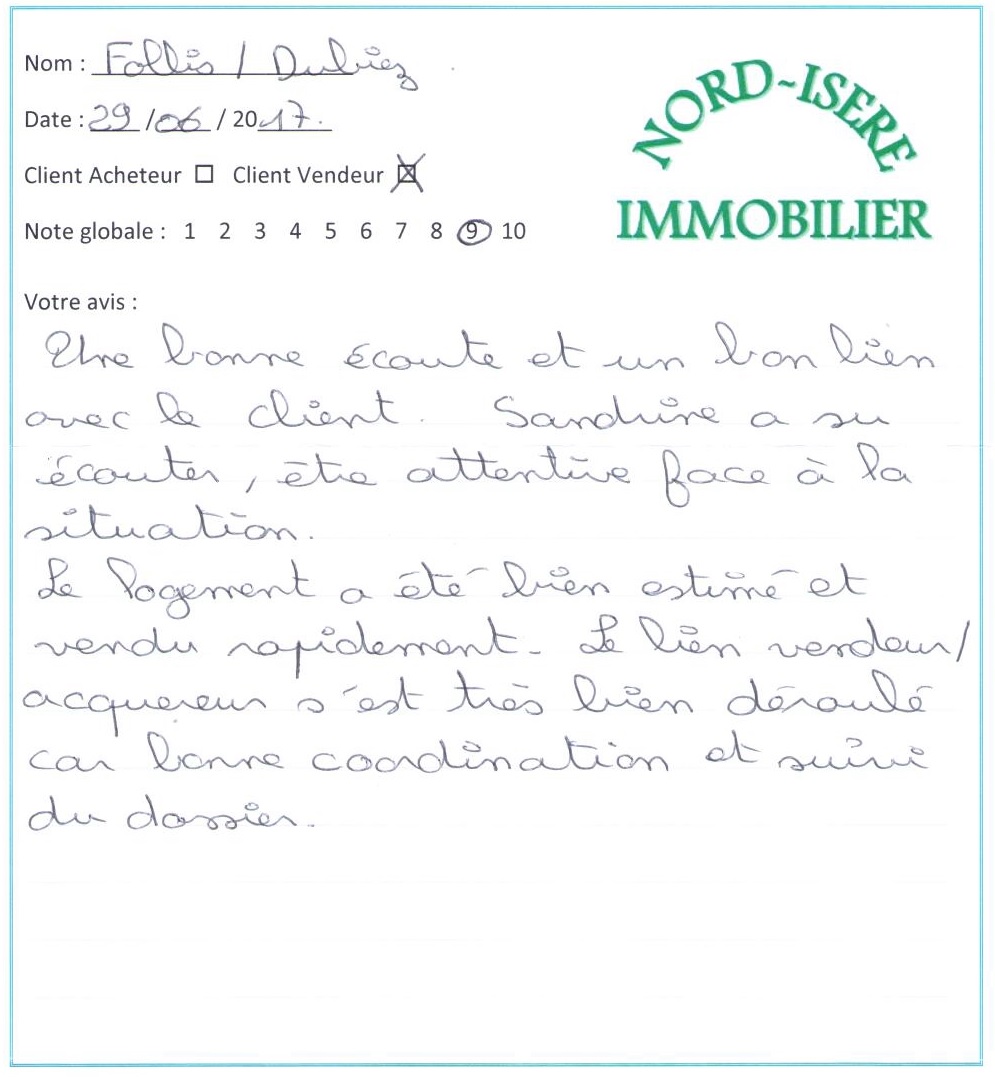 Nom : Follis / Duliez
Date : 29 /06 / 2017.
Client Acheteur ☐ Client Vendeur ☒
Note globale : 1 2 3 4 5 6 7 8 9 10
NORD-ISERE
IMMOBILIER
Votre avis :
Une bonne écoute et un bon lien
avec le client. Sandrine a su
écouter, être attentive face à la
situation.
Le logement a été bien estimé et
vendu rapidement. Le lien vendeur/
acquereur s'est très bien déroulé
car bonne coordination et suivi
du dossier.